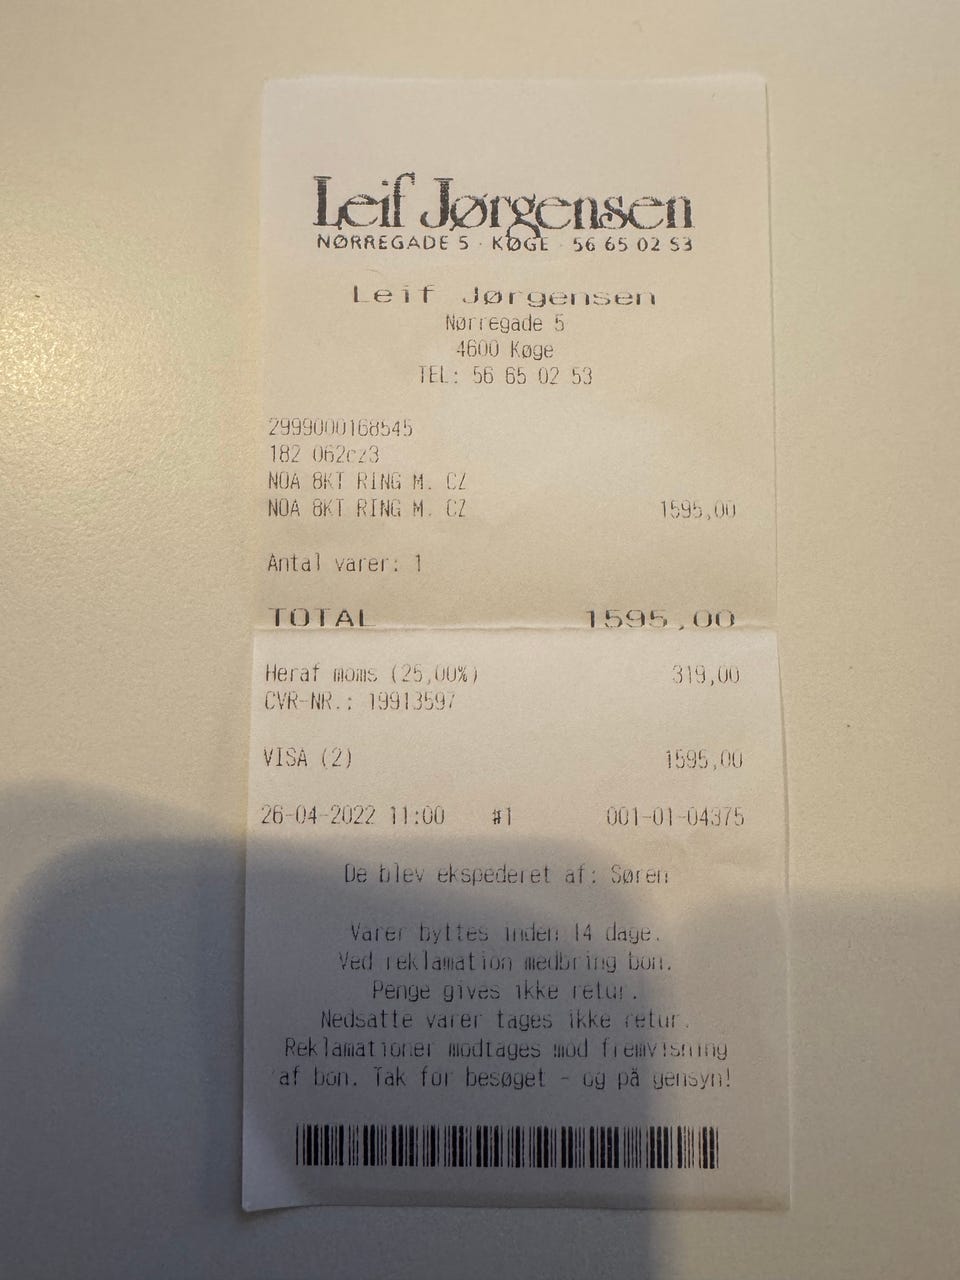 Leif Jørgensen
NØRREGADE 5 · KØGE · 56 65 02 53
Leif Jørgensen
Nørregade 5
4600 Køge
TEL: 56 65 02 53
2999000168545
182 062cz3
NOA 8KT RING M. CZ
NOA 8KT RING M. CZ 1595,00
Antal varer: 1
TOTAL 1595,00
Heraf moms (25,00%) 319,00
CVR-NR.: 19913597
VISA (2) 1595,00
26-04-2022 11:00 #1 001-01-04375
De blev ekspederet af: Søren
Varer byttes inden 14 dage.
Ved reklamation medbring bon.
Penge gives ikke retur.
Nedsatte varer tages ikke retur.
Reklamationer modtages mod fremvisning
af bon. Tak for besøget - og på gensyn!